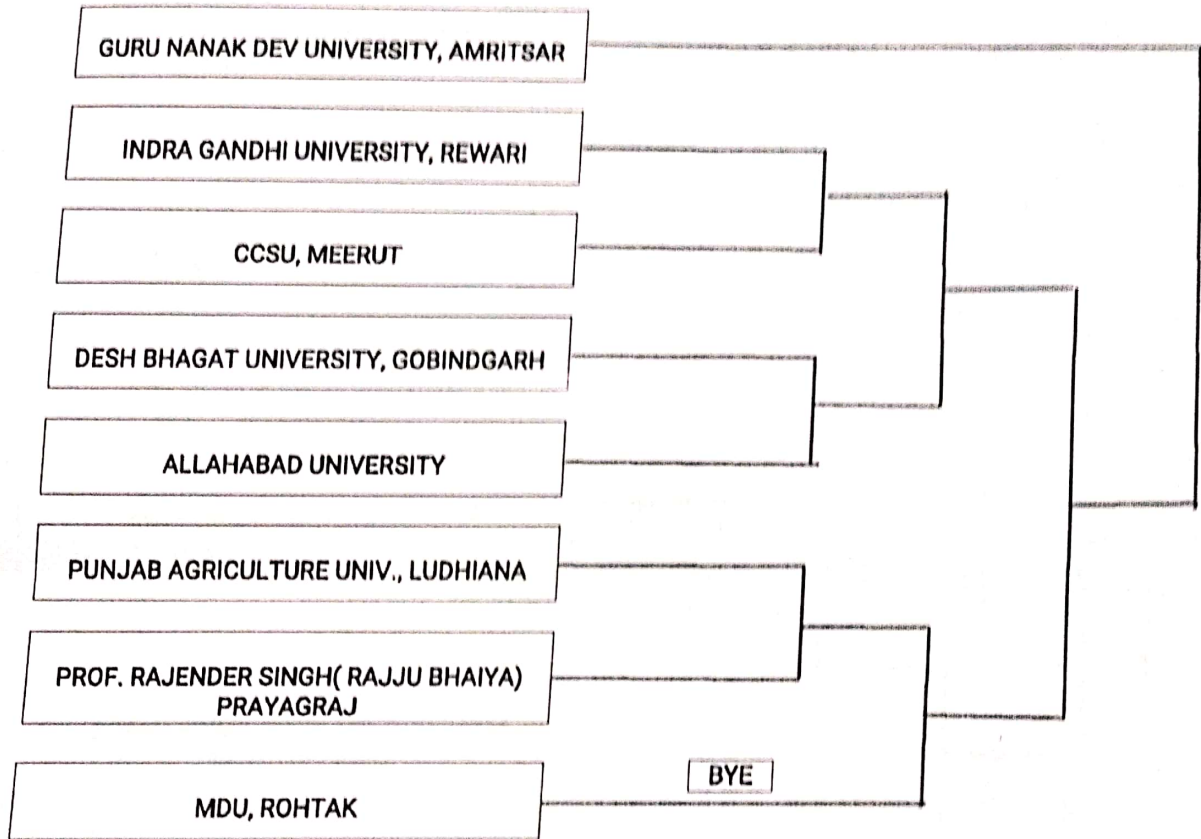 GURU NANAK DEV UNIVERSITY, AMRITSAR
INDRA GANDHI UNIVERSITY, REWARI
CCSU, MEERUT
DESH BHAGAT UNIVERSITY, GOBINDGARH
ALLAHABAD UNIVERSITY
PUNJAB AGRICULTURE UNIV., LUDHIANA
PROF. RAJENDER SINGH( RAJJU BHAIYA)
PRAYAGRAJ
BYE
MDU, ROHTAK